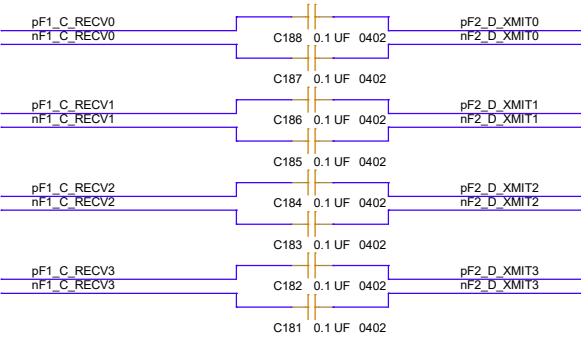 pF1_C_RECV0 pF2_D_XMIT0
nF1_C_RECV0 C188 0.1 UF 0402 nF2_D_XMIT0
C187 0.1 UF 0402
pF1_C_RECV1 pF2_D_XMIT1
nF1_C_RECV1 C186 0.1 UF 0402 nF2_D_XMIT1
C185 0.1 UF 0402
pF1_C_RECV2 pF2_D_XMIT2
nF1_C_RECV2 C184 0.1 UF 0402 nF2_D_XMIT2
C183 0.1 UF 0402
pF1_C_RECV3 pF2_D_XMIT3
nF1_C_RECV3 C182 0.1 UF 0402 nF2_D_XMIT3
C181 0.1 UF 0402